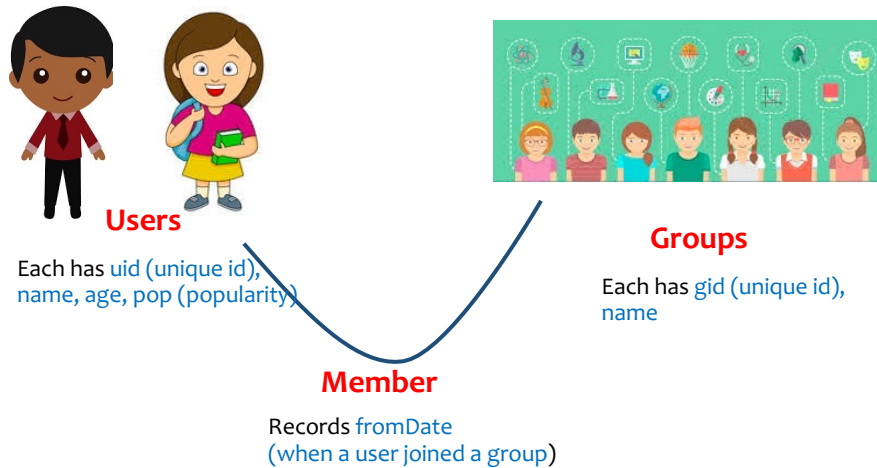 Users
Each has uid (unique id),
name, age, pop (popularity)
Groups
Each has gid (unique id),
name
Member
Records fromDate
(when a user joined a group)